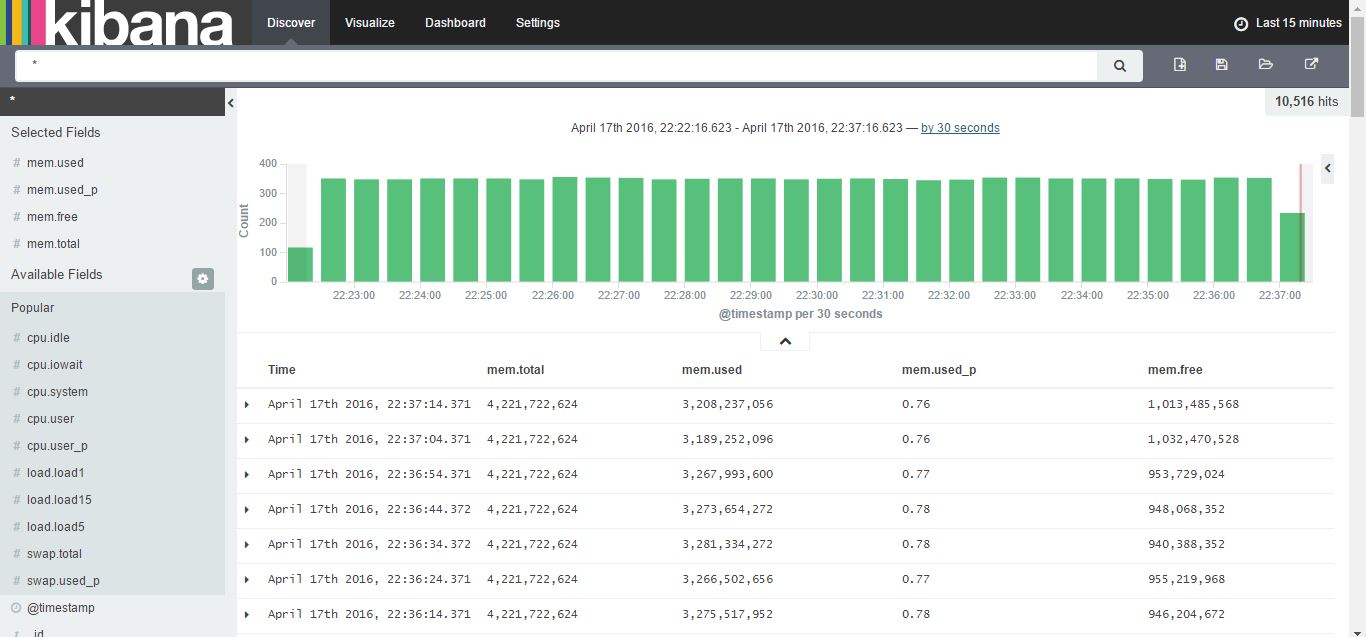 kibana Discover Visualize Dashboard Settings Last 15 minutes
*
*
10,516 hits
Selected Fields
# mem.used
# mem.used_p
# mem.free
# mem.total
Available Fields
Popular
# cpu.idle
# cpu.iowait
# cpu.system
# cpu.user
# cpu.user_p
# load.load1
# load.load15
# load.load5
# swap.total
# swap.used_p
@timestamp
t _id
April 17th 2016, 22:22:16.623 - April 17th 2016, 22:37:16.623 — by 30 seconds
Count
400
300
200
100
0
22:23:00 22:24:00 22:25:00 22:26:00 22:27:00 22:28:00 22:29:00 22:30:00 22:31:00 22:32:00 22:33:00 22:34:00 22:35:00 22:36:00 22:37:00
@timestamp per 30 seconds
Time mem.total mem.used mem.used_p mem.free
April 17th 2016, 22:37:14.371 4,221,722,624 3,208,237,056 0.76 1,013,485,568
April 17th 2016, 22:37:04.371 4,221,722,624 3,189,252,096 0.76 1,032,470,528
April 17th 2016, 22:36:54.371 4,221,722,624 3,267,993,600 0.77 953,729,024
April 17th 2016, 22:36:44.372 4,221,722,624 3,273,654,272 0.78 948,068,352
April 17th 2016, 22:36:34.372 4,221,722,624 3,281,334,272 0.78 940,388,352
April 17th 2016, 22:36:24.371 4,221,722,624 3,266,502,656 0.77 955,219,968
April 17th 2016, 22:36:14.371 4,221,722,624 3,275,517,952 0.78 946,204,672